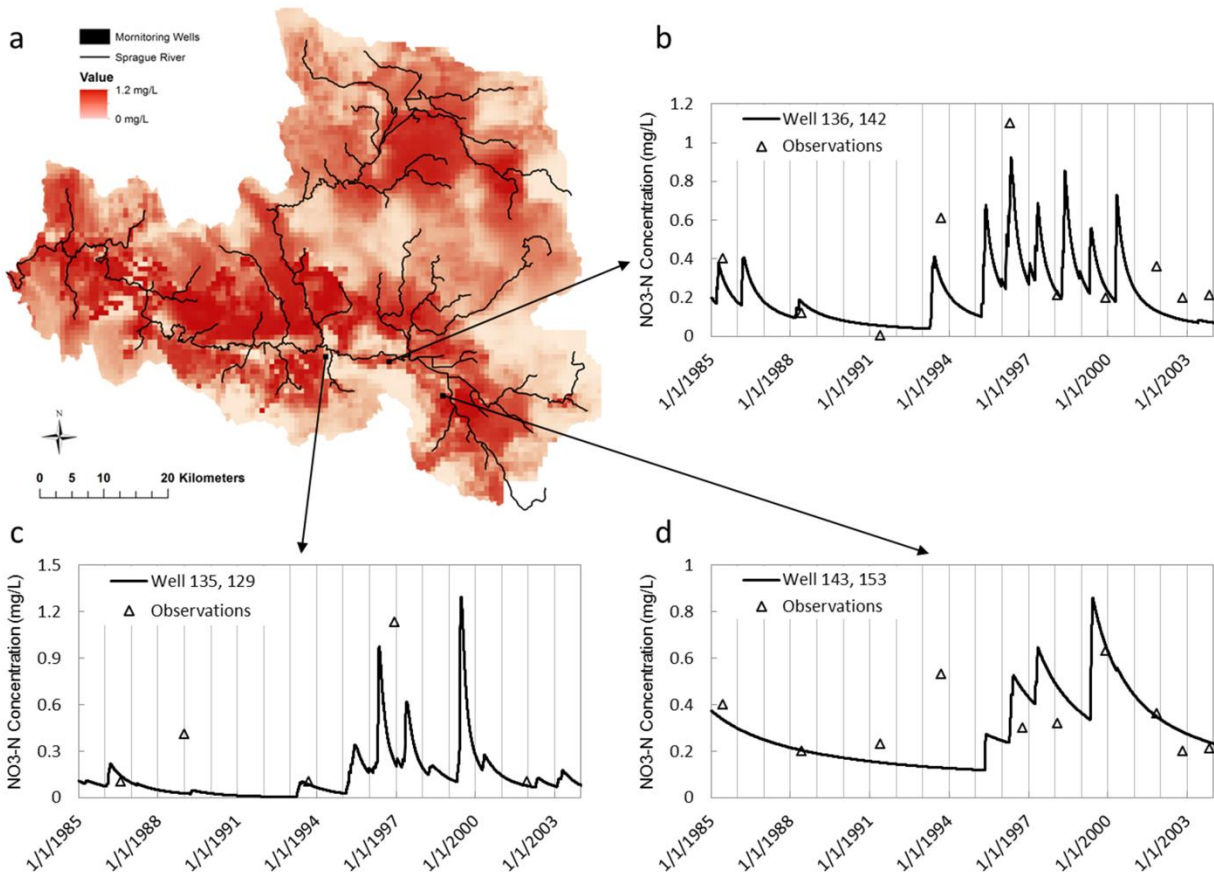 a
Mornitoring Wells
Sprague River
Value
1.2 mg/L
0 mg/L
N
0 5 10 20 Kilometers
b
NO3-N Concentration (mg/L)
1.2
1
0.8
0.6
0.4
0.2
0
Well 136, 142
Observations
1/1/1985
1/1/1988
1/1/1991
1/1/1994
1/1/1997
1/1/2000
1/1/2003
c
NO3-N Concentration (mg/L)
1.5
1.2
0.9
0.6
0.3
0
Well 135, 129
Observations
1/1/1985
1/1/1988
1/1/1991
1/1/1994
1/1/1997
1/1/2000
1/1/2003
d
NO3-N Concentration (mg/L)
1
0.8
0.6
0.4
0.2
0
Well 143, 153
Observations
1/1/1985
1/1/1988
1/1/1991
1/1/1994
1/1/1997
1/1/2000
1/1/2003